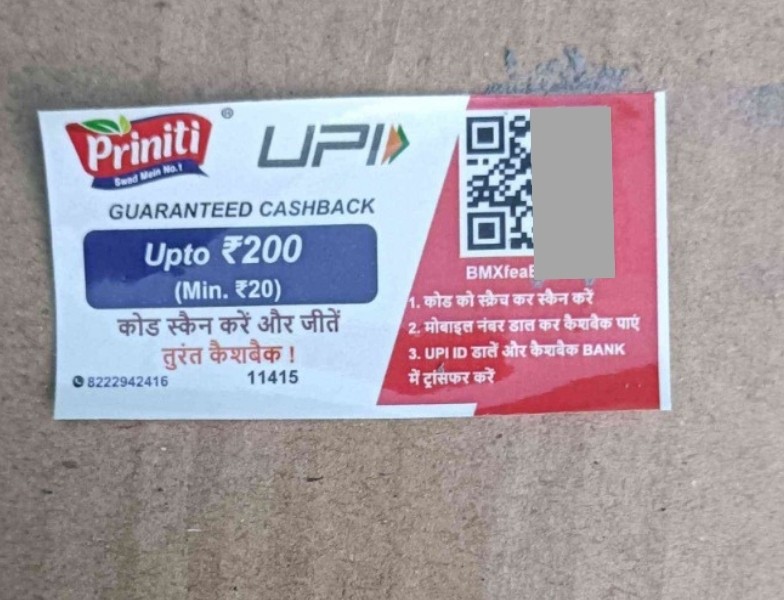 Priniti ®
Swad Mein No.1
UPI
GUARANTEED CASHBACK
Upto ₹200
(Min. ₹20)
कोड स्कैन करें और जीतें
तुरंत कैशबैक !
8222942416
11415
BMXfea
1. कोड को स्क्रैच कर स्कैन करें
2. मोबाइल नंबर डाल कर कैशबैक पाएं
3. UPI ID डालें और कैशबैक BANK
में ट्रांसफर करें